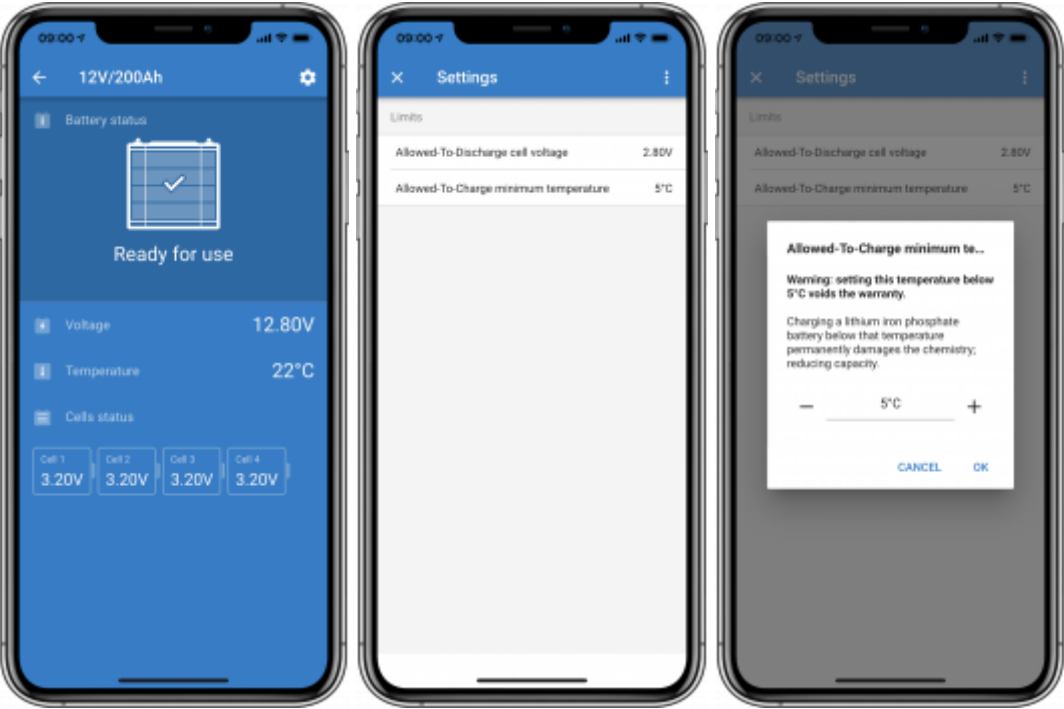 09:00
12V/200Ah
Battery status
Ready for use
Voltage 12.80V
Temperature 22°C
Cells status
Cell 1 Cell 2 Cell 3 Cell 4
3.20V 3.20V 3.20V 3.20V
09:00
Settings
Limits
Allowed-To-Discharge cell voltage 2.80V
Allowed-To-Charge minimum temperature 5°C
09:00
Settings
Limits
Allowed-To-Discharge cell voltage 2.80V
Allowed-To-Charge minimum temperature 5°C
Allowed-To-Charge minimum te...
Warning: setting this temperature below
5°C voids the warranty.
Charging a lithium iron phosphate
battery below that temperature
permanently damages the chemistry;
reducing capacity.
5°C
CANCEL OK